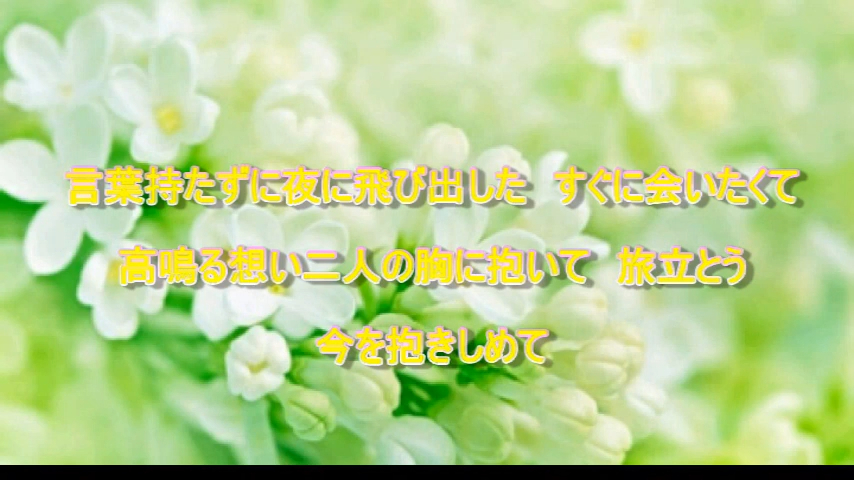 言葉持たずに夜に飛び出した　すぐに会いたくて
高鳴る想い二人の胸に抱いて　旅立とう
今を抱きしめて